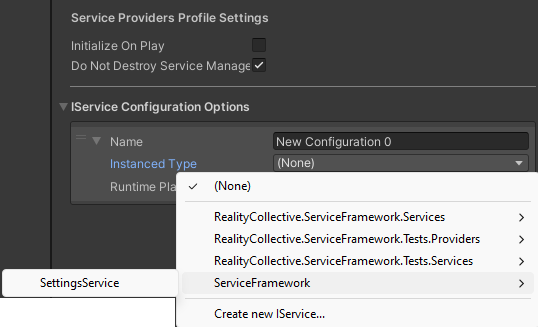 Service Providers Profile Settings
Initialize On Play
Do Not Destroy Service Manage
IService Configuration Options
Name
New Configuration 0
Instanced Type
(None)
Runtime Pla
(None)
RealityCollective.ServiceFramework.Services
RealityCollective.ServiceFramework.Tests.Providers
RealityCollective.ServiceFramework.Tests.Services
ServiceFramework
SettingsService
Create new IService...